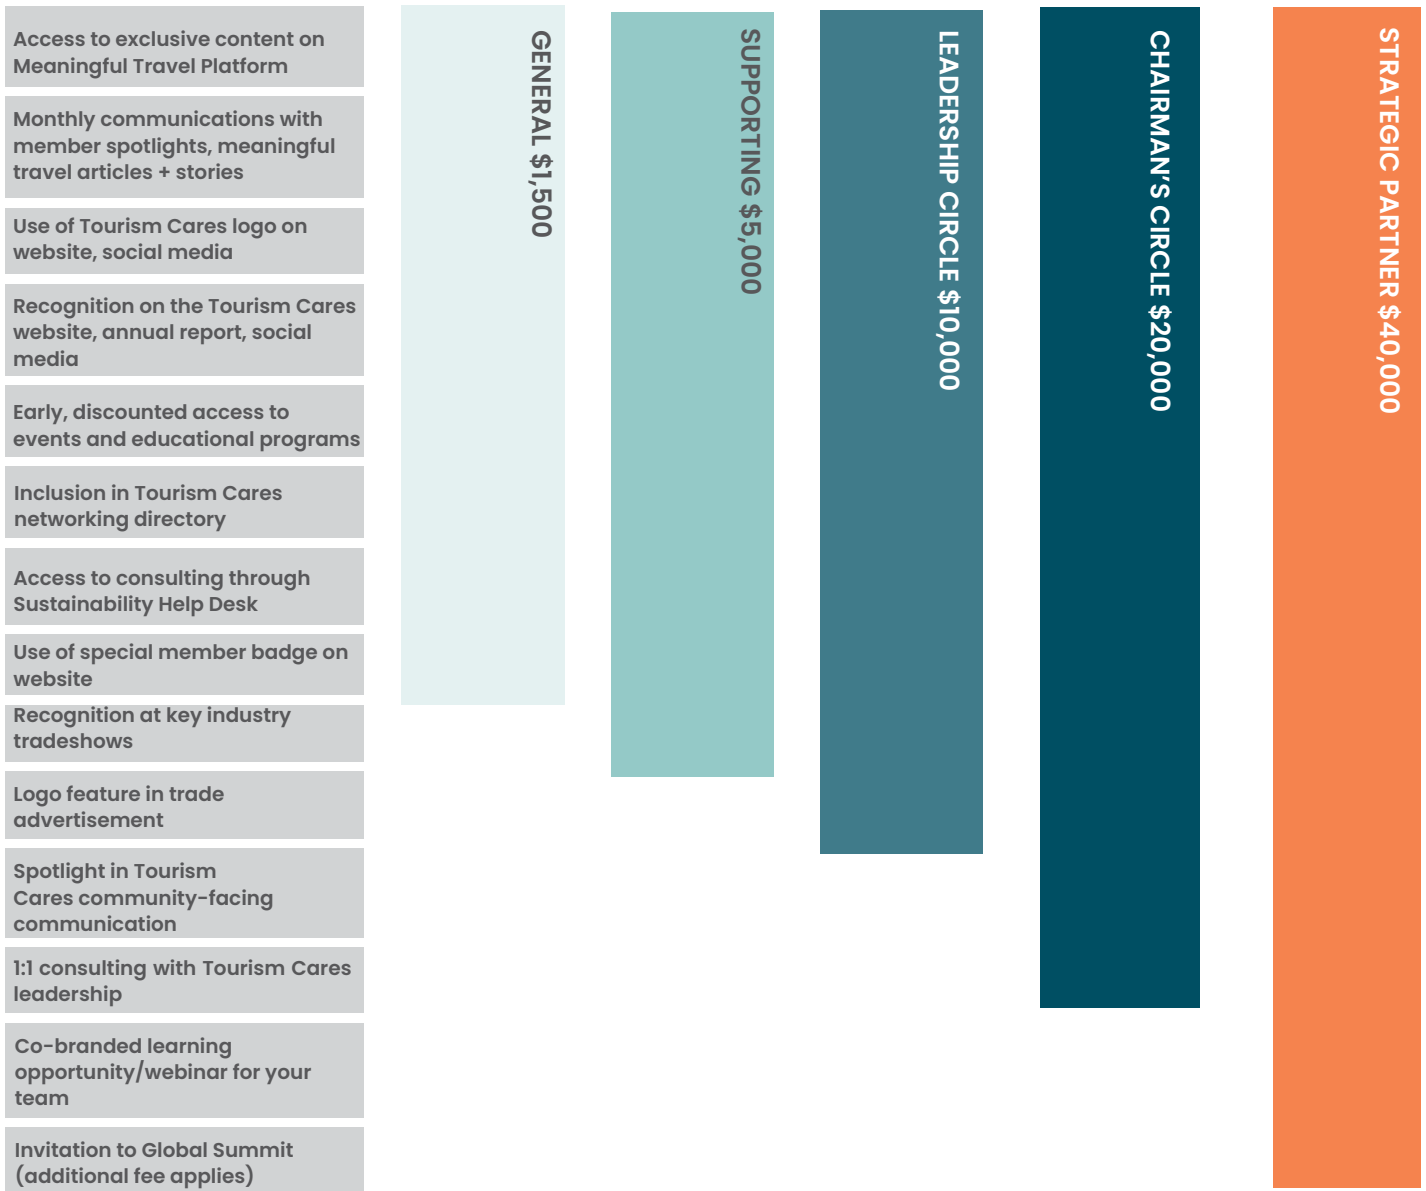 Access to exclusive content on
Meaningful Travel Platform
Monthly communications with
member spotlights, meaningful
travel articles + stories
Use of Tourism Cares logo on
website, social media
Recognition on the Tourism Cares
website, annual report, social
media
Early, discounted access to
events and educational programs
Inclusion in Tourism Cares
networking directory
Access to consulting through
Sustainability Help Desk
Use of special member badge on
website
Recognition at key industry
tradeshows
Logo feature in trade
advertisement
Spotlight in Tourism
Cares community-facing
communication
1:1 consulting with Tourism Cares
leadership
Co-branded learning
opportunity/webinar for your
team
Invitation to Global Summit
(additional fee applies)
GENERAL $1,500
SUPPORTING $5,000
LEADERSHIP CIRCLE $10,000
CHAIRMAN'S CIRCLE $20,000
STRATEGIC PARTNER $40,000